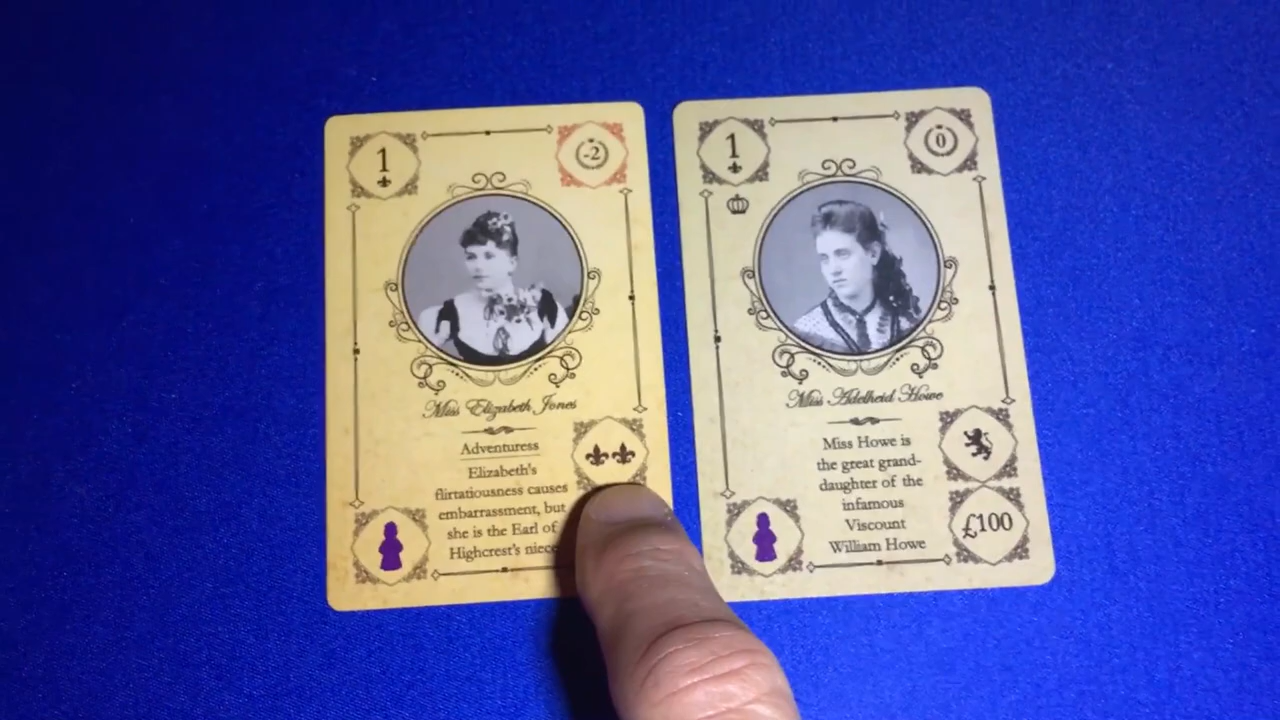 1
-2
Miss Elizabeth Jones
Adventuress
Elizabeth's
flirtatiousness causes
embarrassment, but
she is the Earl of
Highcrest's niece
1
0
Miss Adelheid Howe
Miss Howe is
the great grand-
daughter of the
infamous
Viscount
William Howe
£100